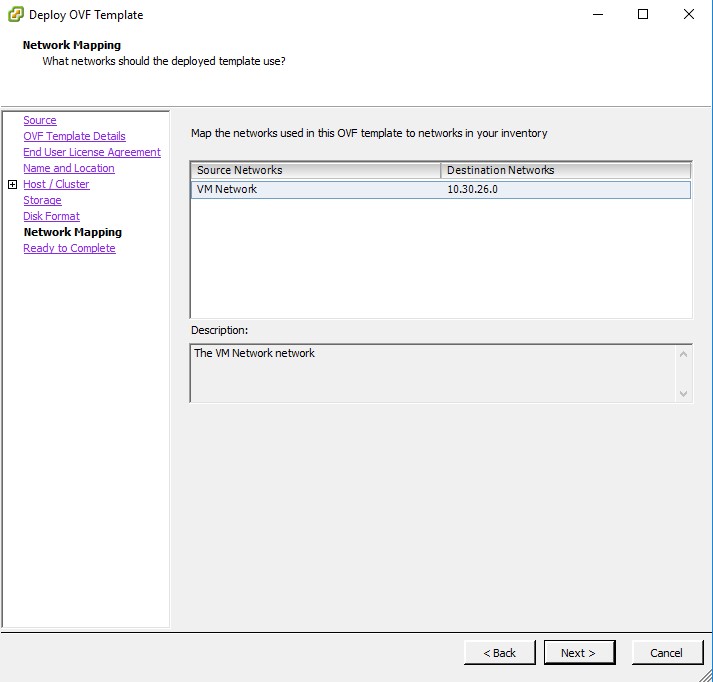 Deploy OVF Template
Network Mapping
What networks should the deployed template use?
Source
OVF Template Details
End User License Agreement
Name and Location
Host / Cluster
Storage
Disk Format
Network Mapping
Ready to Complete
Map the networks used in this OVF template to networks in your inventory
Source Networks Destination Networks
VM Network 10.30.26.0
Description:
The VM Network network
< Back Next > Cancel